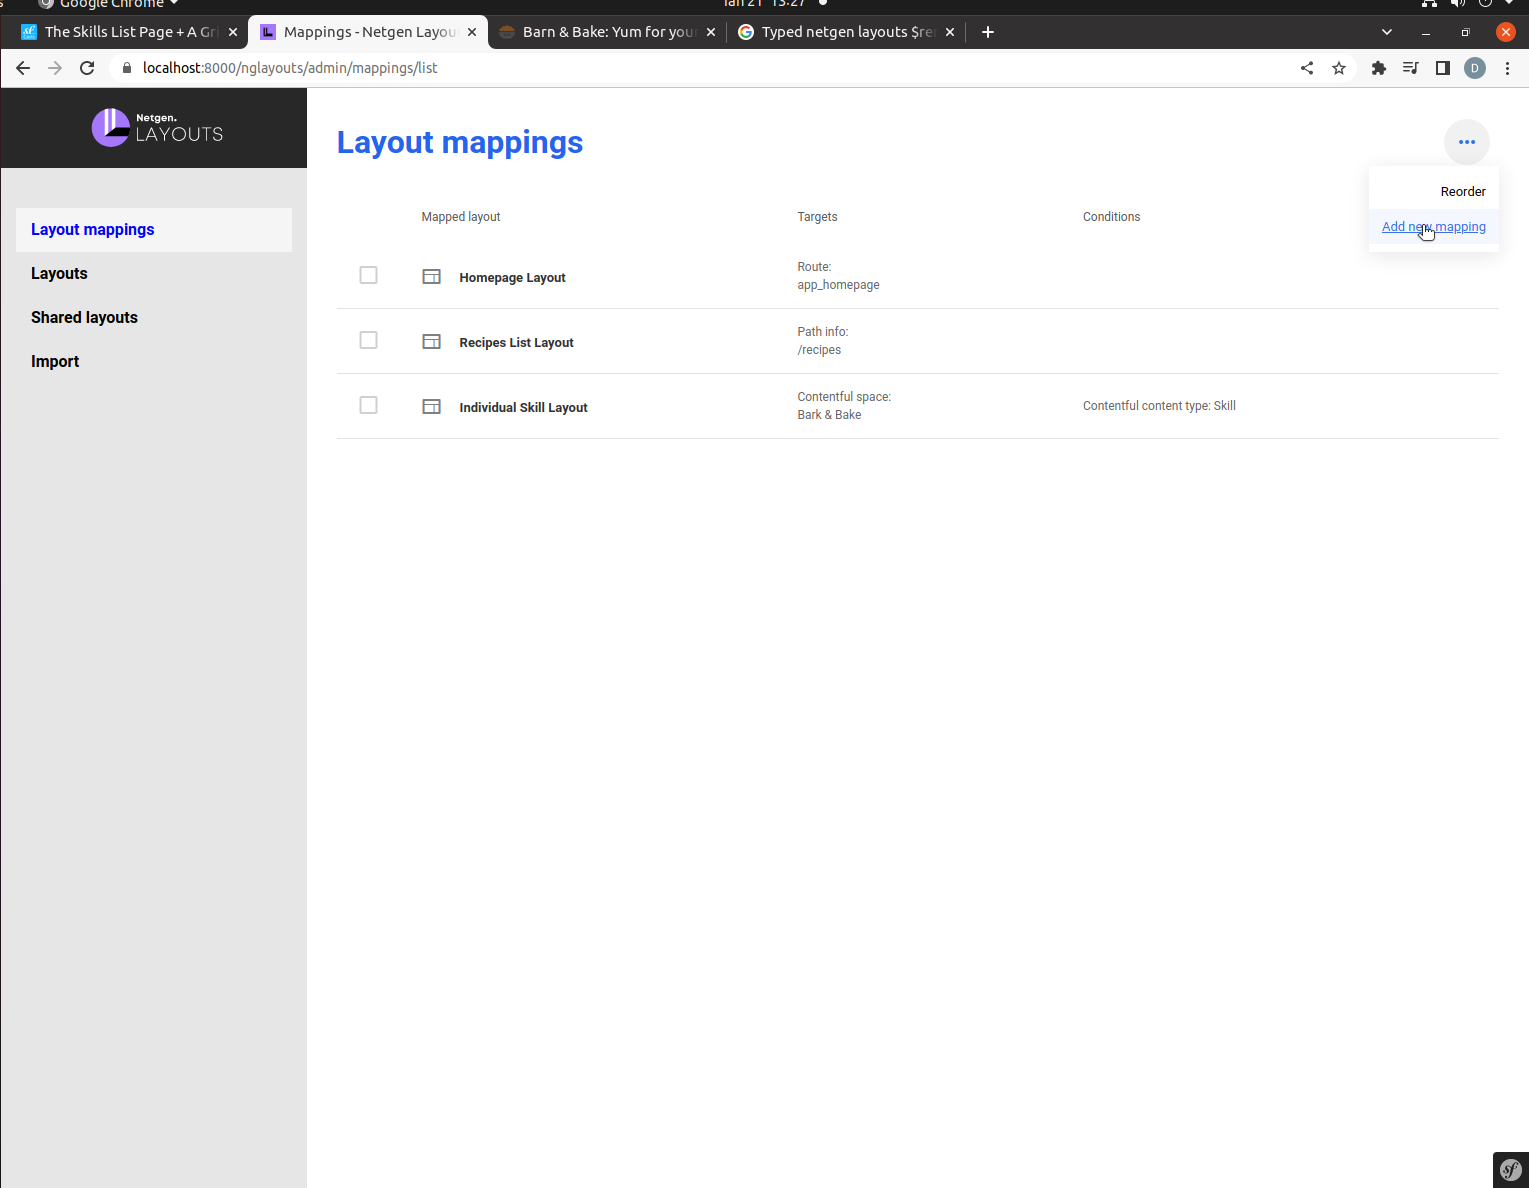 Google Chrome
Jan 21 13:27
The Skills List Page + A Gri
Mappings - Netgen Layou
Barn & Bake: Yum for your
Typed netgen layouts $re
localhost:8000/nglayouts/admin/mappings/list
D
Netgen.
LAYOUTS
Layout mappings
Layouts
Shared layouts
Import
Layout mappings
Reorder
Add new mapping
Mapped layout
Targets
Conditions
Homepage Layout
Route:
app_homepage
Recipes List Layout
Path info:
/recipes
Individual Skill Layout
Contentful space:
Bark & Bake
Contentful content type: Skill
sf